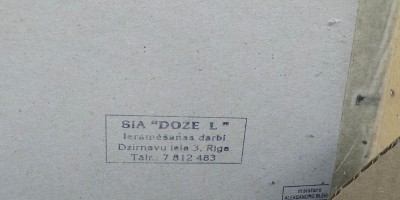 SIA "DOZE L"
Ierāmēšanas darbi
Dzirnavu iela 3, Rīga
Tālr.: 7 812 483